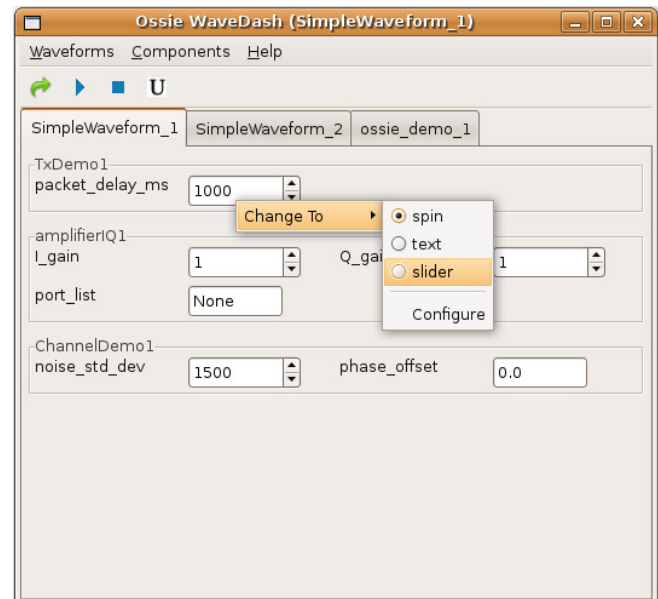 Ossie WaveDash (SimpleWaveform_1)
Waveforms Components Help
U
SimpleWaveform_1 SimpleWaveform_2 ossie_demo_1
TxDemo1
packet_delay_ms 1000
Change To spin
text
slider
Configure
amplifierIQ1
I_gain 1 1
port_list None
ChannelDemo1
noise_std_dev 1500 phase_offset 0.0